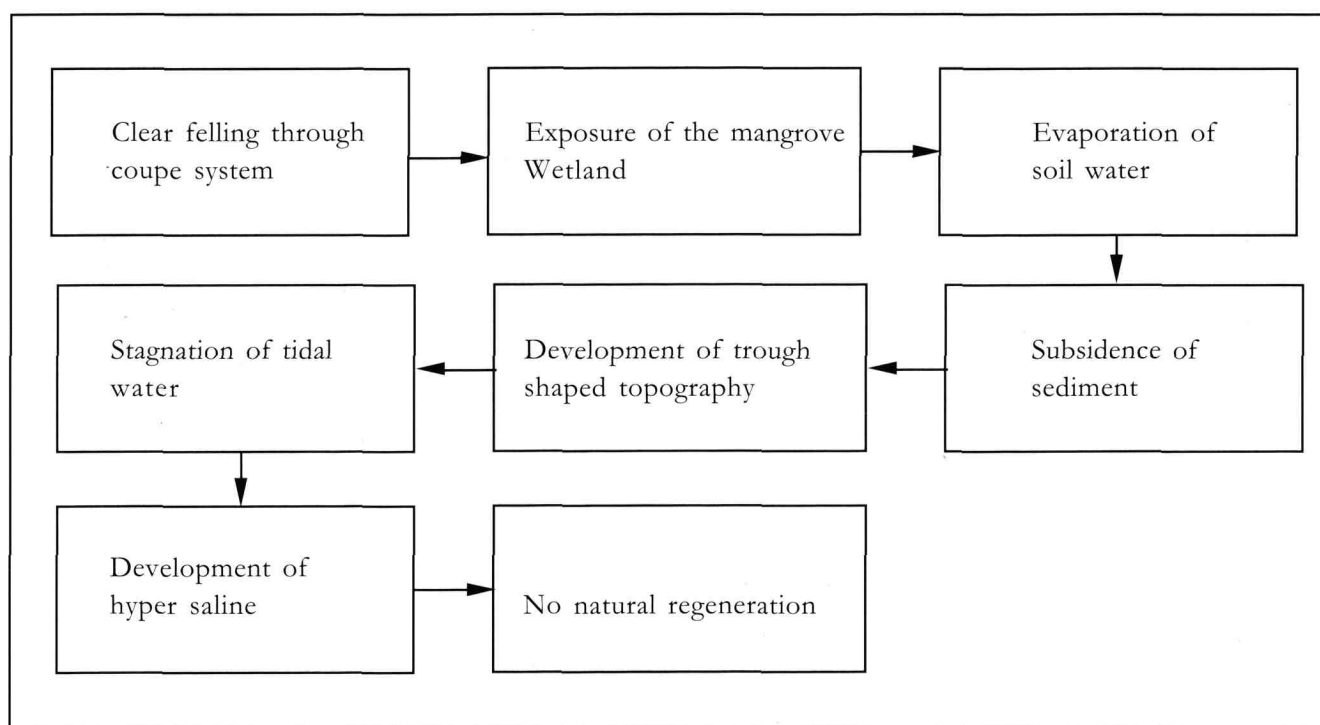 Clear felling through
coupe system
Exposure of the mangrove
Wetland
Evaporation of
soil water
Subsidence of
sediment
Development of trough
shaped topography
Stagnation of tidal
water
Development of
hyper saline
No natural regeneration